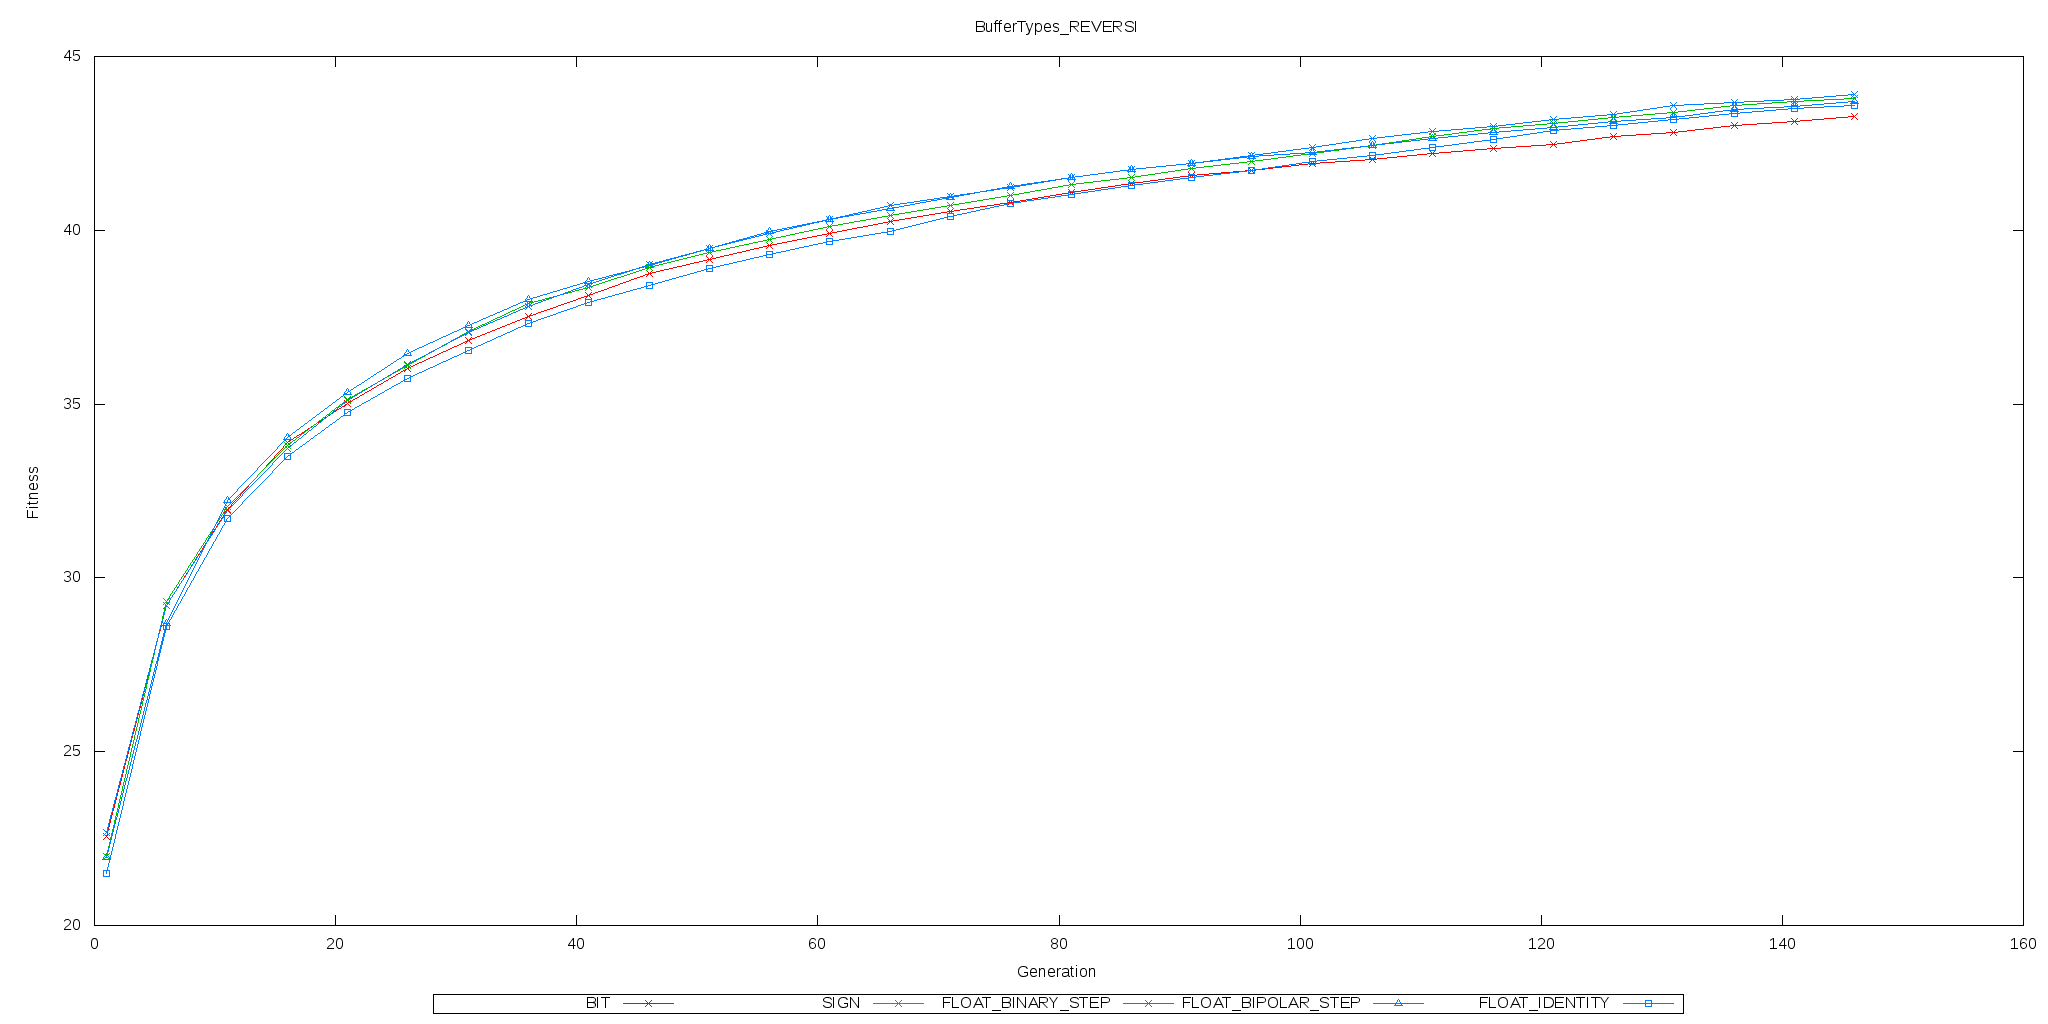 BufferTypes_REVERSI
45
40
35
30
25
20
Fitness
0 20 40 60 80 100 120 140 160
Generation
BIT SIGN FLOAT_BINARY_STEP FLOAT_BIPOLAR_STEP FLOAT_IDENTITY